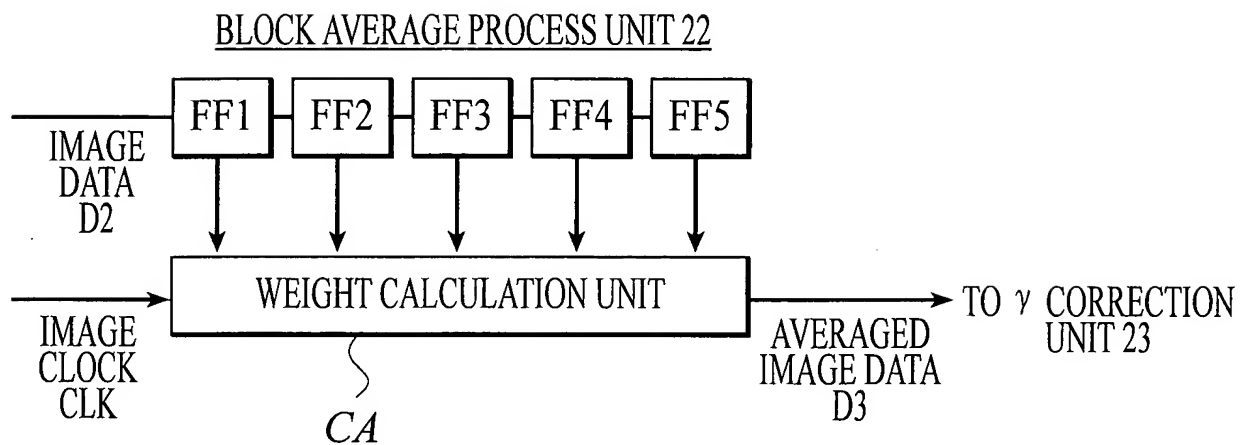 BLOCK AVERAGE PROCESS UNIT 22
FF1 FF2 FF3 FF4 FF5
IMAGE
DATA
D2
WEIGHT CALCULATION UNIT
IMAGE
CLOCK
CLK
CA
AVERAGED
IMAGE DATA
D3
TO γ CORRECTION
UNIT 23